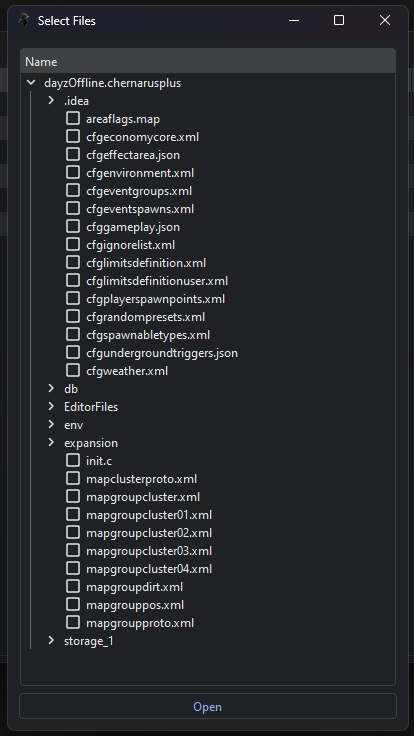 Select Files
Name
dayzOffline.chernarusplus
.idea
areaflags.map
cfgeconomycore.xml
cfgeffectarea.json
cfgenvironment.xml
cfgeventgroups.xml
cfgeventspawns.xml
cfggameplay.json
cfgignorelist.xml
cfglimitsdefinition.xml
cfglimitsdefinitionuser.xml
cfgplayerspawnpoints.xml
cfgrandompresets.xml
cfgspawnabletypes.xml
cfgundergroundtriggers.json
cfgweather.xml
db
EditorFiles
env
expansion
init.c
mapclusterproto.xml
mapgroupcluster.xml
mapgroupcluster01.xml
mapgroupcluster02.xml
mapgroupcluster03.xml
mapgroupcluster04.xml
mapgroupdirt.xml
mapgrouppos.xml
mapgroupproto.xml
storage_1
Open